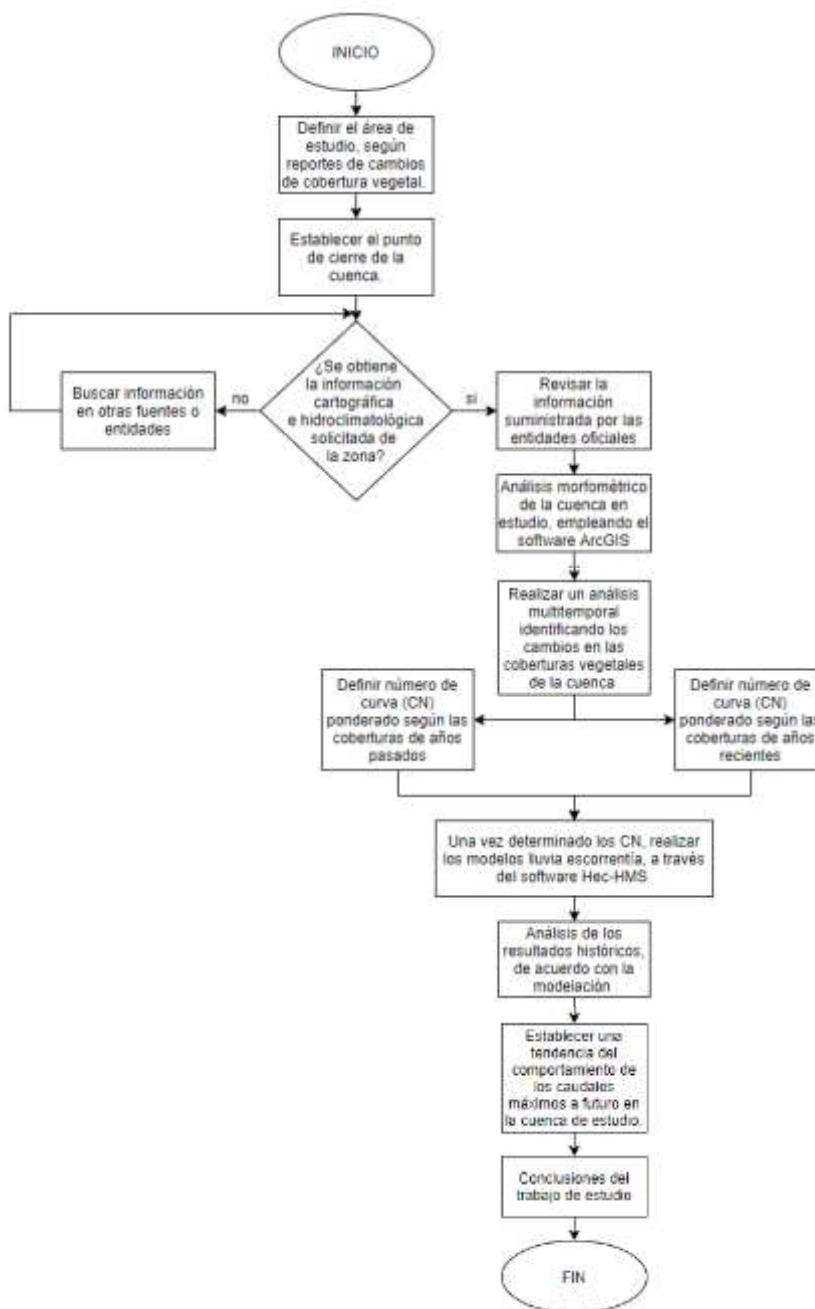 INICIO
Definir el área de
estudio, según
reportes de cambios
de cobertura vegetal.
Establecer el punto
de cierre de la
cuenca.
¿Se obtiene
la información
cartográfica
e hidroclimatológica
solicitada de
la zona?
no
Buscar información
en otras fuentes o
entidades
si
Revisar la
información
suministrada por las
entidades oficiales
Análisis morfométrico
de la cuenca en
estudio, empleando el
software ArcGIS
Realizar un análisis
multitemporal
identificando los
cambios en las
coberturas vegetales
de la cuenca
Definir número de
curva (CN)
ponderado según las
coberturas de años
pasados
Definir número de
curva (CN)
ponderado según las
coberturas de años
recientes
Una vez determinado los CN, realizar
los modelos lluvia escorrentía, a través
del software Hec-HMS
Análisis de los
resultados históricos,
de acuerdo con la
modelación
Establecer una
tendencia del
comportamiento de
los caudales
máximos a futuro en
la cuenca de estudio.
Conclusiones del
trabajo de estudio
FIN